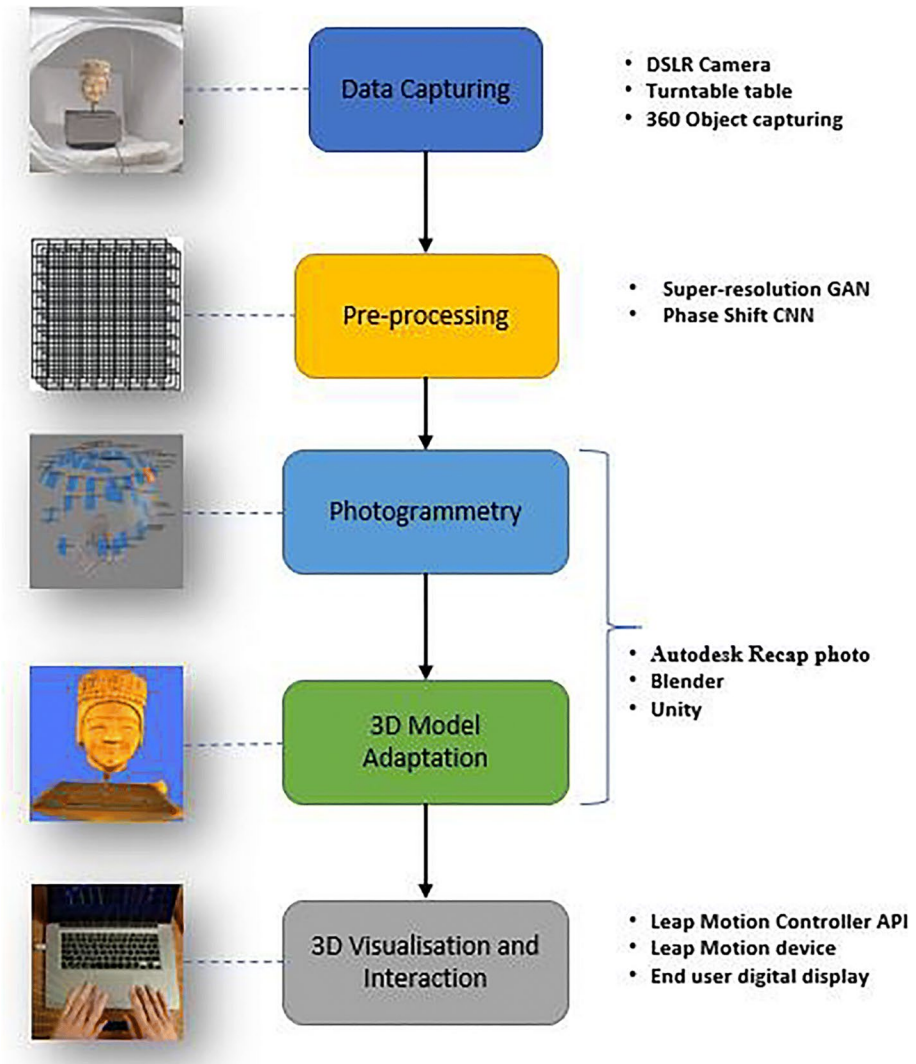 Data Capturing
• DSLR Camera
• Turntable table
• 360 Object capturing
Pre-processing
• Super-resolution GAN
• Phase Shift CNN
Photogrammetry
3D Model
Adaptation
• Autodesk Recap photo
• Blender
• Unity
3D Visualisation and
Interaction
• Leap Motion Controller API
• Leap Motion device
• End user digital display